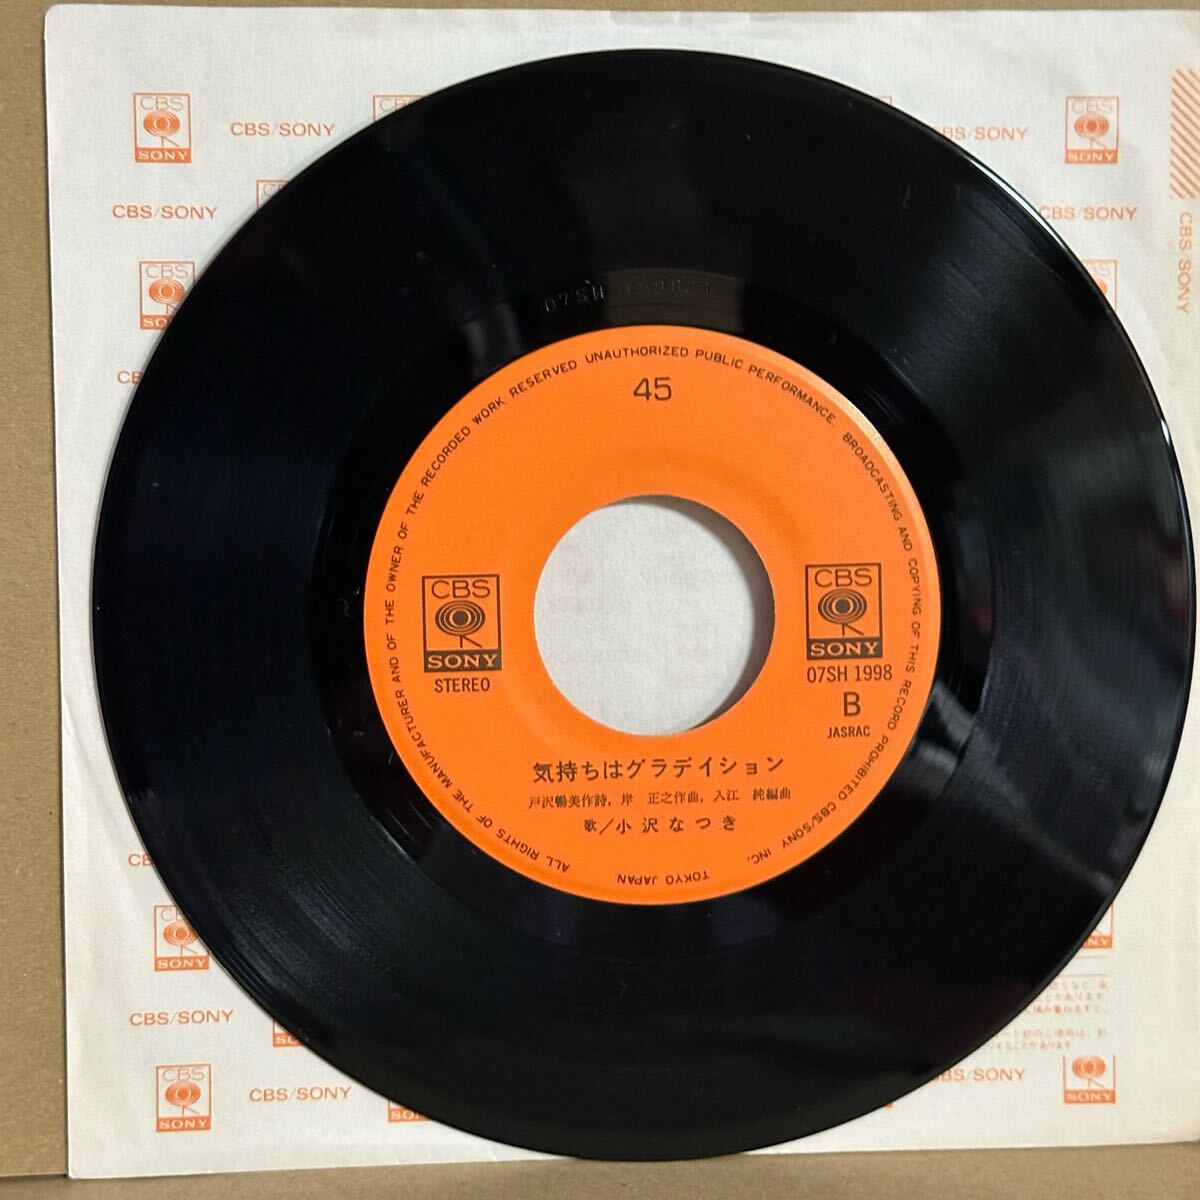 CBS
SONY
CBS/SONY
CBS/SONY
CBS
SONY
CBS/SONY
CBS/SONY
CBS SONY
CBS
07SH
ALL RIGHTS OF THE MANUFACTURER AND OF THE OWNER OF THE RECORDED WORK RESERVED UNAUTHORIZED PUBLIC PERFORMANCE. BROADCASTING AND COPYING OF THIS RECORD PROHIBITED CBS/SONY INC. TOKYO JAPAN
45
CBS
SONY
STEREO
CBS
SONY
07SH 1998
B
JASRAC
気持ちはグラデイション
戸沢暢美作詩, 岸 正之作曲, 入江 純編曲
歌/小沢なつき
SONY
CBS/SONY
CBS
SONY
CBS/SONY
CBS/SONY
SONY